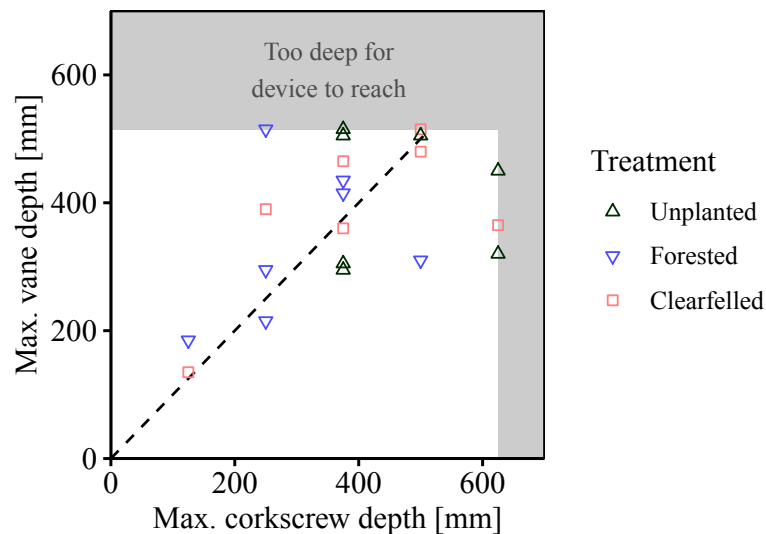 Too deep for
device to reach
Max. vane depth [mm]
600
400
200
0
0 200 400 600
Max. corkscrew depth [mm]
Treatment
Unplanted
Forested
Clearfelled